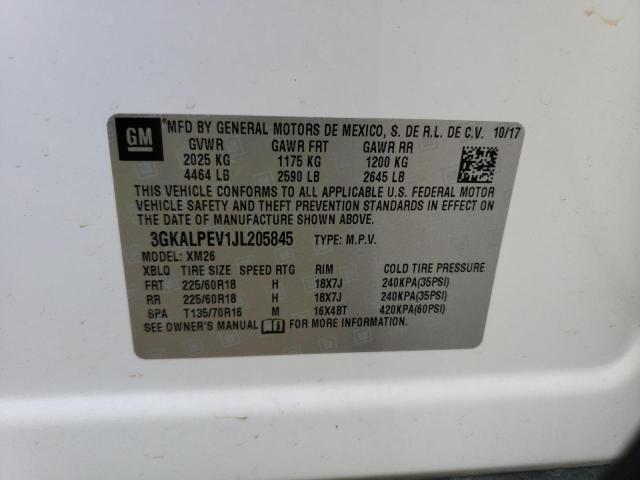 GM
MFD BY GENERAL MOTORS DE MEXICO, S. DE R.L. DE C.V. 10/17
GVWR GAWR FRT GAWR RR
2025 KG 1175 KG 1200 KG
4464 LB 2590 LB 2645 LB
THIS VEHICLE CONFORMS TO ALL APPLICABLE U.S. FEDERAL MOTOR
VEHICLE SAFETY AND THEFT PREVENTION STANDARDS IN EFFECT ON
THE DATE OF MANUFACTURE SHOWN ABOVE.
3GKALPEV1JL205845 TYPE: M.P.V.
MODEL: XM26
XBLQ TIRE SIZE SPEED RTG RIM COLD TIRE PRESSURE
FRT 225/60R18 H 18X7J 240KPA(35PSI)
RR 225/60R18 H 18X7J 240KPA(35PSI)
SPA T135/70R16 M 16X4BT 420KPA(60PSI)
SEE OWNER'S MANUAL FOR MORE INFORMATION.